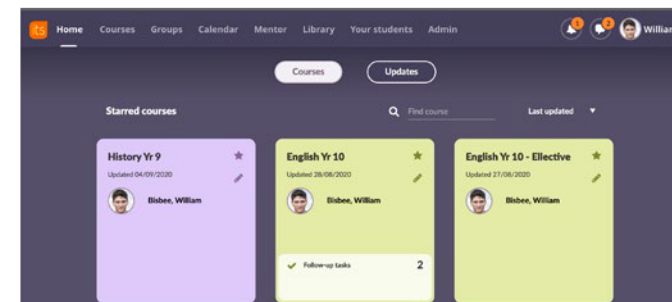 ts Home Courses Groups Calendar Mentor Library Your students Admin 1 2 William
Courses Updates
Starred courses Find course Last updated
History Yr 9
Updated 04/09/2020
Bisbee, William
English Yr 10
Updated 28/08/2020
Bisbee, William
Follow-up tasks 2
English Yr 10 - Ellective
Updated 27/08/2020
Bisbee, William